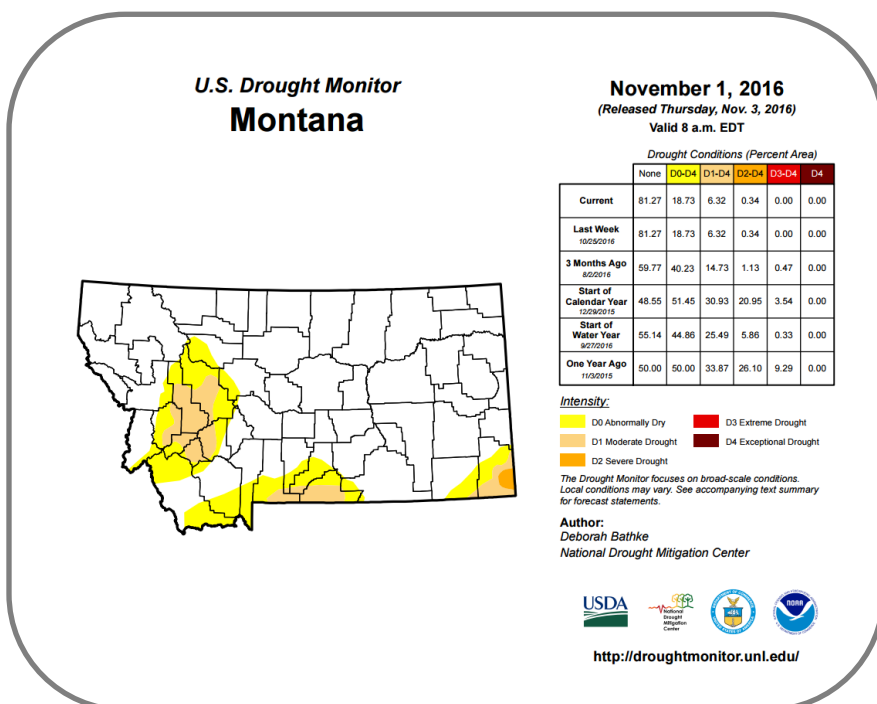 U.S. Drought Monitor
Montana
November 1, 2016
(Released Thursday, Nov. 3, 2016)
Valid 8 a.m. EDT
Drought Conditions (Percent Area)
None D0-D4 D1-D4 D2-D4 D3-D4 D4
Current 81.27 18.73 6.32 0.34 0.00 0.00
Last Week
10/25/2016 81.27 18.73 6.32 0.34 0.00 0.00
3 Months Ago
8/2/2016 59.77 40.23 14.73 1.13 0.47 0.00
Start of
Calendar Year
12/29/2015 48.55 51.45 30.93 20.95 3.54 0.00
Start of
Water Year
9/27/2016 55.14 44.86 25.49 5.86 0.33 0.00
One Year Ago
11/3/2015 50.00 50.00 33.87 26.10 9.29 0.00
Intensity:
D0 Abnormally Dry
D1 Moderate Drought
D2 Severe Drought
D3 Extreme Drought
D4 Exceptional Drought
The Drought Monitor focuses on broad-scale conditions.
Local conditions may vary. See accompanying text summary
for forecast statements.
Author:
Deborah Bathke
National Drought Mitigation Center
USDA
National
Drought
Mitigation
Center
NOAA
http://droughtmonitor.unl.edu/